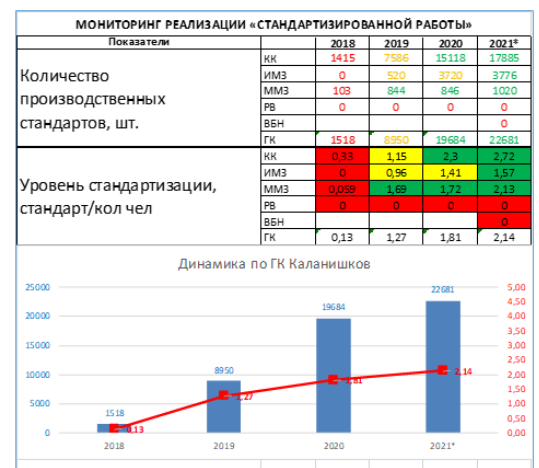 МОНИТОРИНГ РЕАЛИЗАЦИИ «СТАНДАРТИЗИРОВАННОЙ РАБОТЫ»
Показатели 2018 2019 2020 2021*
Количество производственных стандартов, шт.
КК 1415 7586 15118 17885
ИМЗ 0 520 3720 3776
ММЗ 103 844 846 1020
РВ 0 0 0 0
ВБН 0
ГК 1518 8950 19684 22681
Уровень стандартизации, стандарт/кол чел
КК 0,33 1,15 2,3 2,72
ИМЗ 0 0,96 1,41 1,57
ММЗ 0,059 1,69 1,72 2,13
РВ 0 0 0 0
ВБН 0
ГК 0,13 1,27 1,81 2,14
Динамика по ГК Каланишков
25000 22681 5,00
4,50
20000 19684 4,00
3,50
15000 3,00
2,50
10000 8950 2,14 2,00
1,81 1,50
5000 1,27 1,00
1518 0,50
0 0,13 0,00
2018 2019 2020 2021*